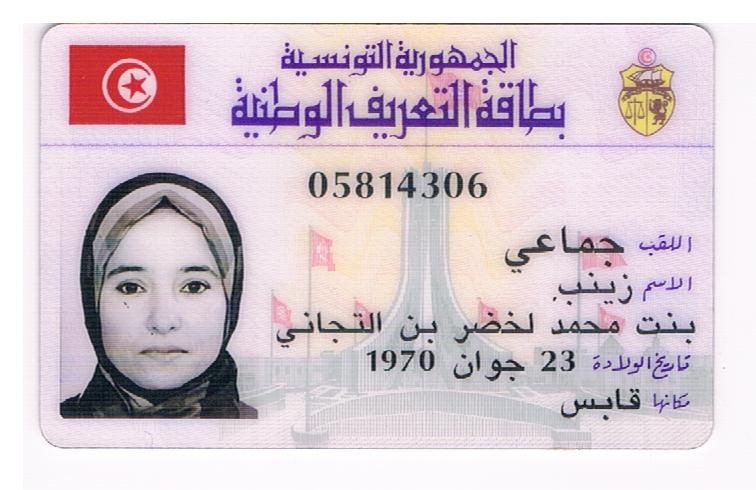 الجمهورية التونسية
بطاقة التعريف الوطنية
05814306
اللقب جماعي
الاسم زينب
بنت محمد لخضر بن التجاني
تاريخ الولادة 23 جوان 1970
مكانها قابس